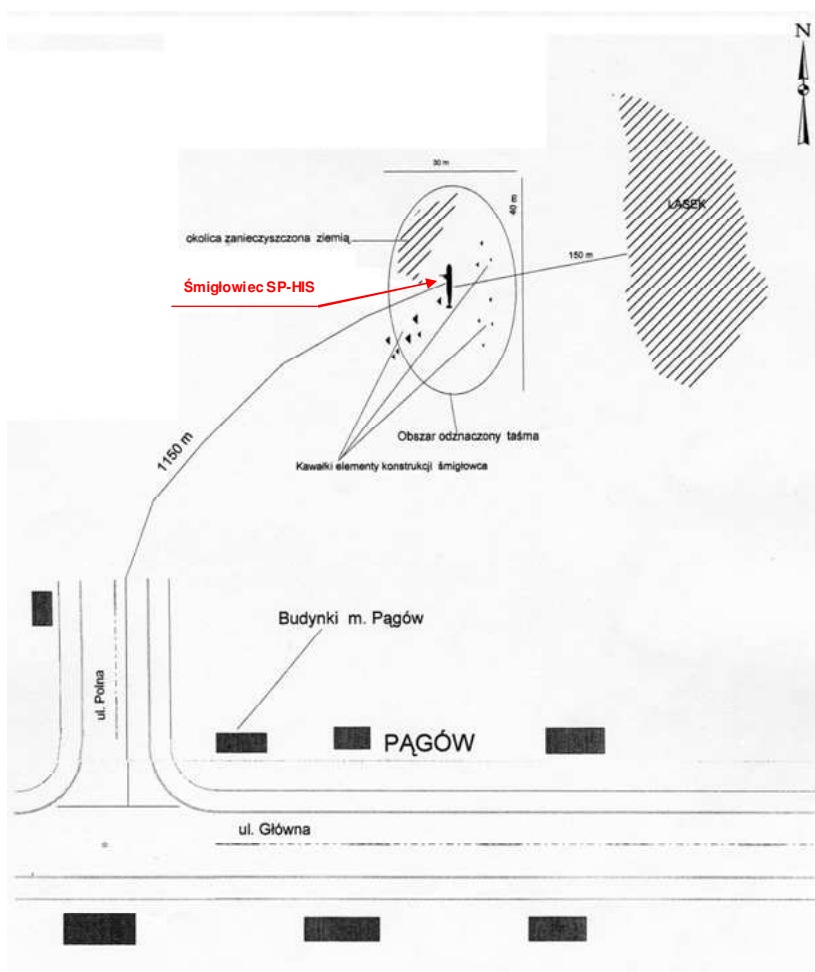 N
30 m
40 m
LASEK
okolica zanieczyszczona ziemią
150 m
Śmigłowiec SP-HIS
Obszar odznaczony taśma
1150 m
Kawałki elementy konstrukcji śmigłowca
Budynki m. Pągów
ul. Polna
PĄGÓW
ul. Główna